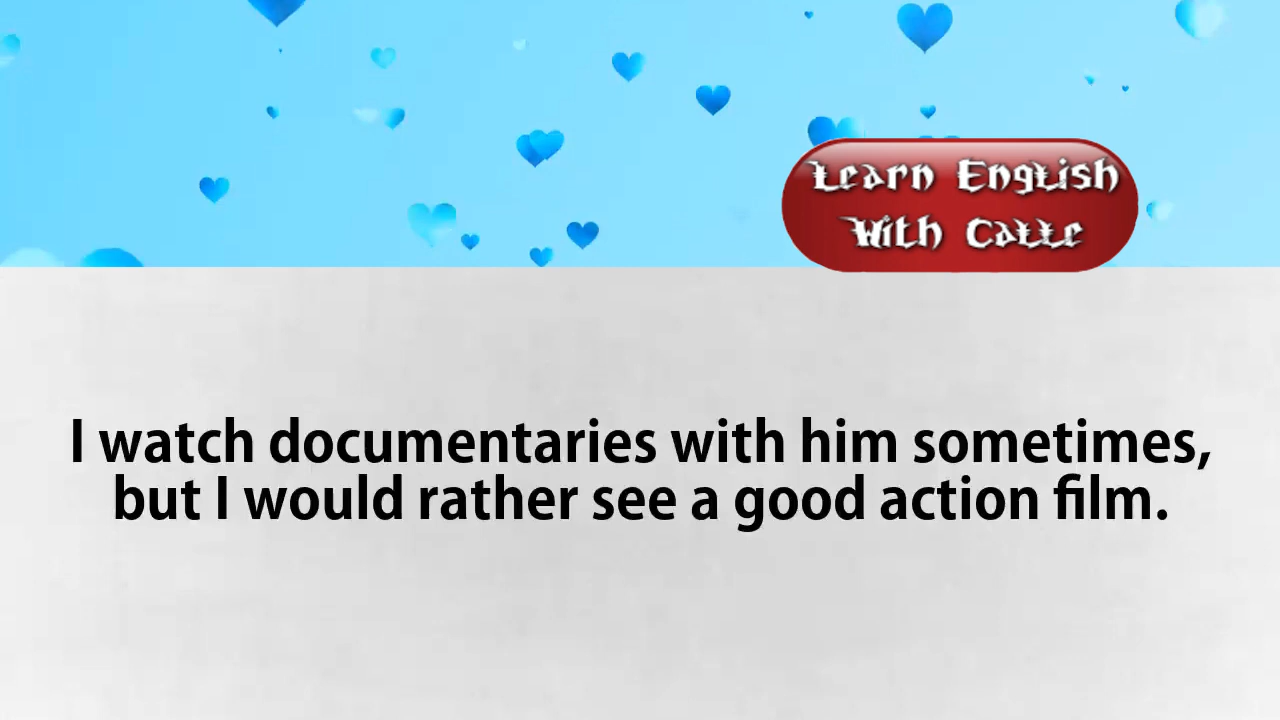 Learn English
With Catte
I watch documentaries with him sometimes,
but I would rather see a good action film.